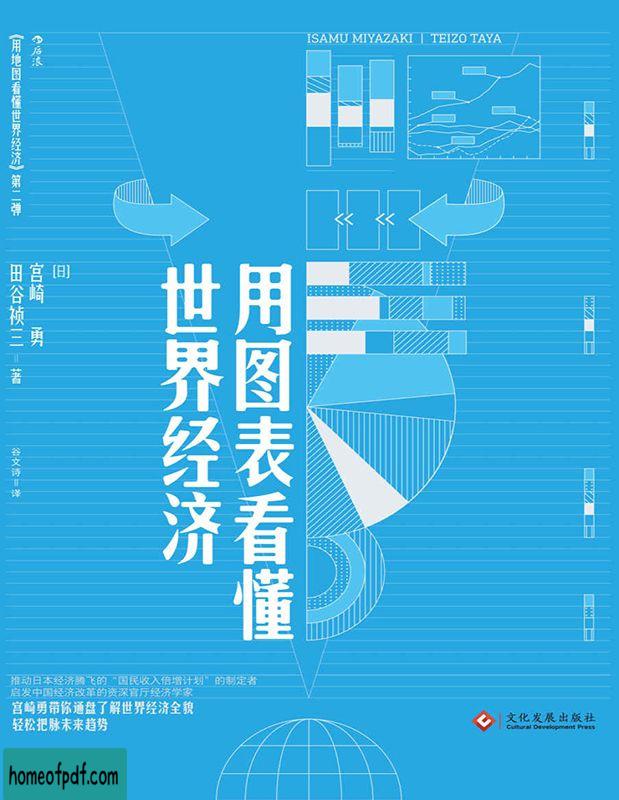 ISAMU MIYAZAKI | TEIZO TAYA
后浪
《用地图看懂世界经济》第二弹
[日]
宫崎 勇
田谷祯三=著
谷文诗=译
用图表看懂
世界经济
推动日本经济腾飞的“国民收入倍增计划”的制定者
启发中国经济改革的资深官厅经济学家
宫崎勇带你通盘了解世界经济全貌
轻松把脉未来趋势
文化发展出版社
Cultural Development Press
homeofpdf.com